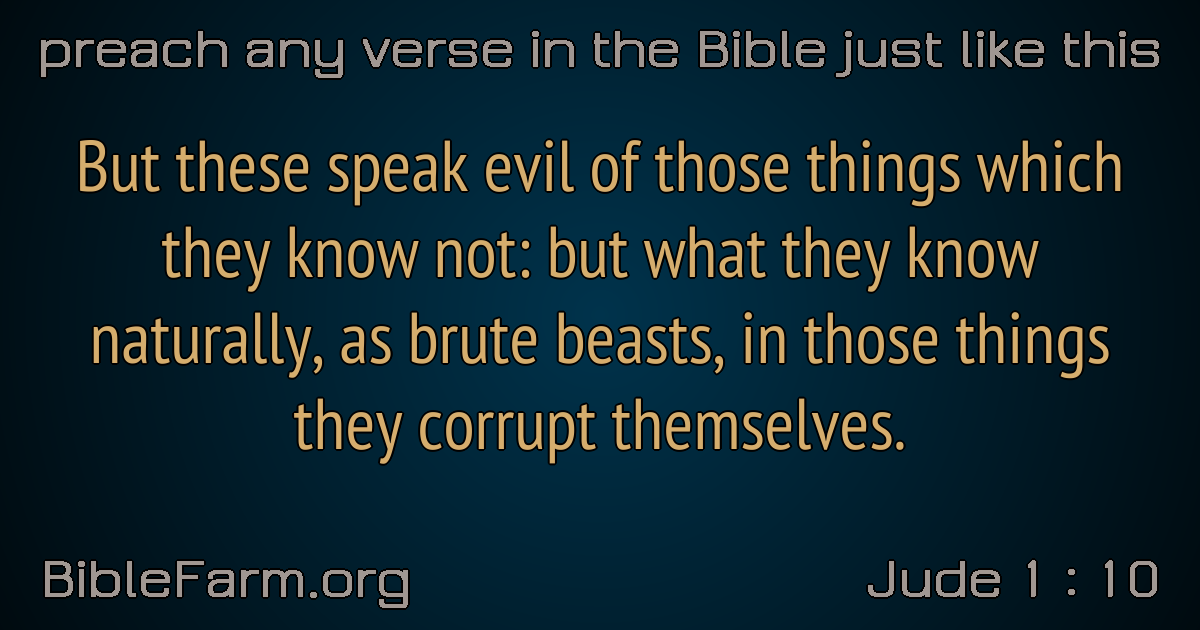 preach any verse in the Bible just like this
But these speak evil of those things which
they know not: but what they know
naturally, as brute beasts, in those things
they corrupt themselves.
BibleFarm.org
Jude 1 : 10